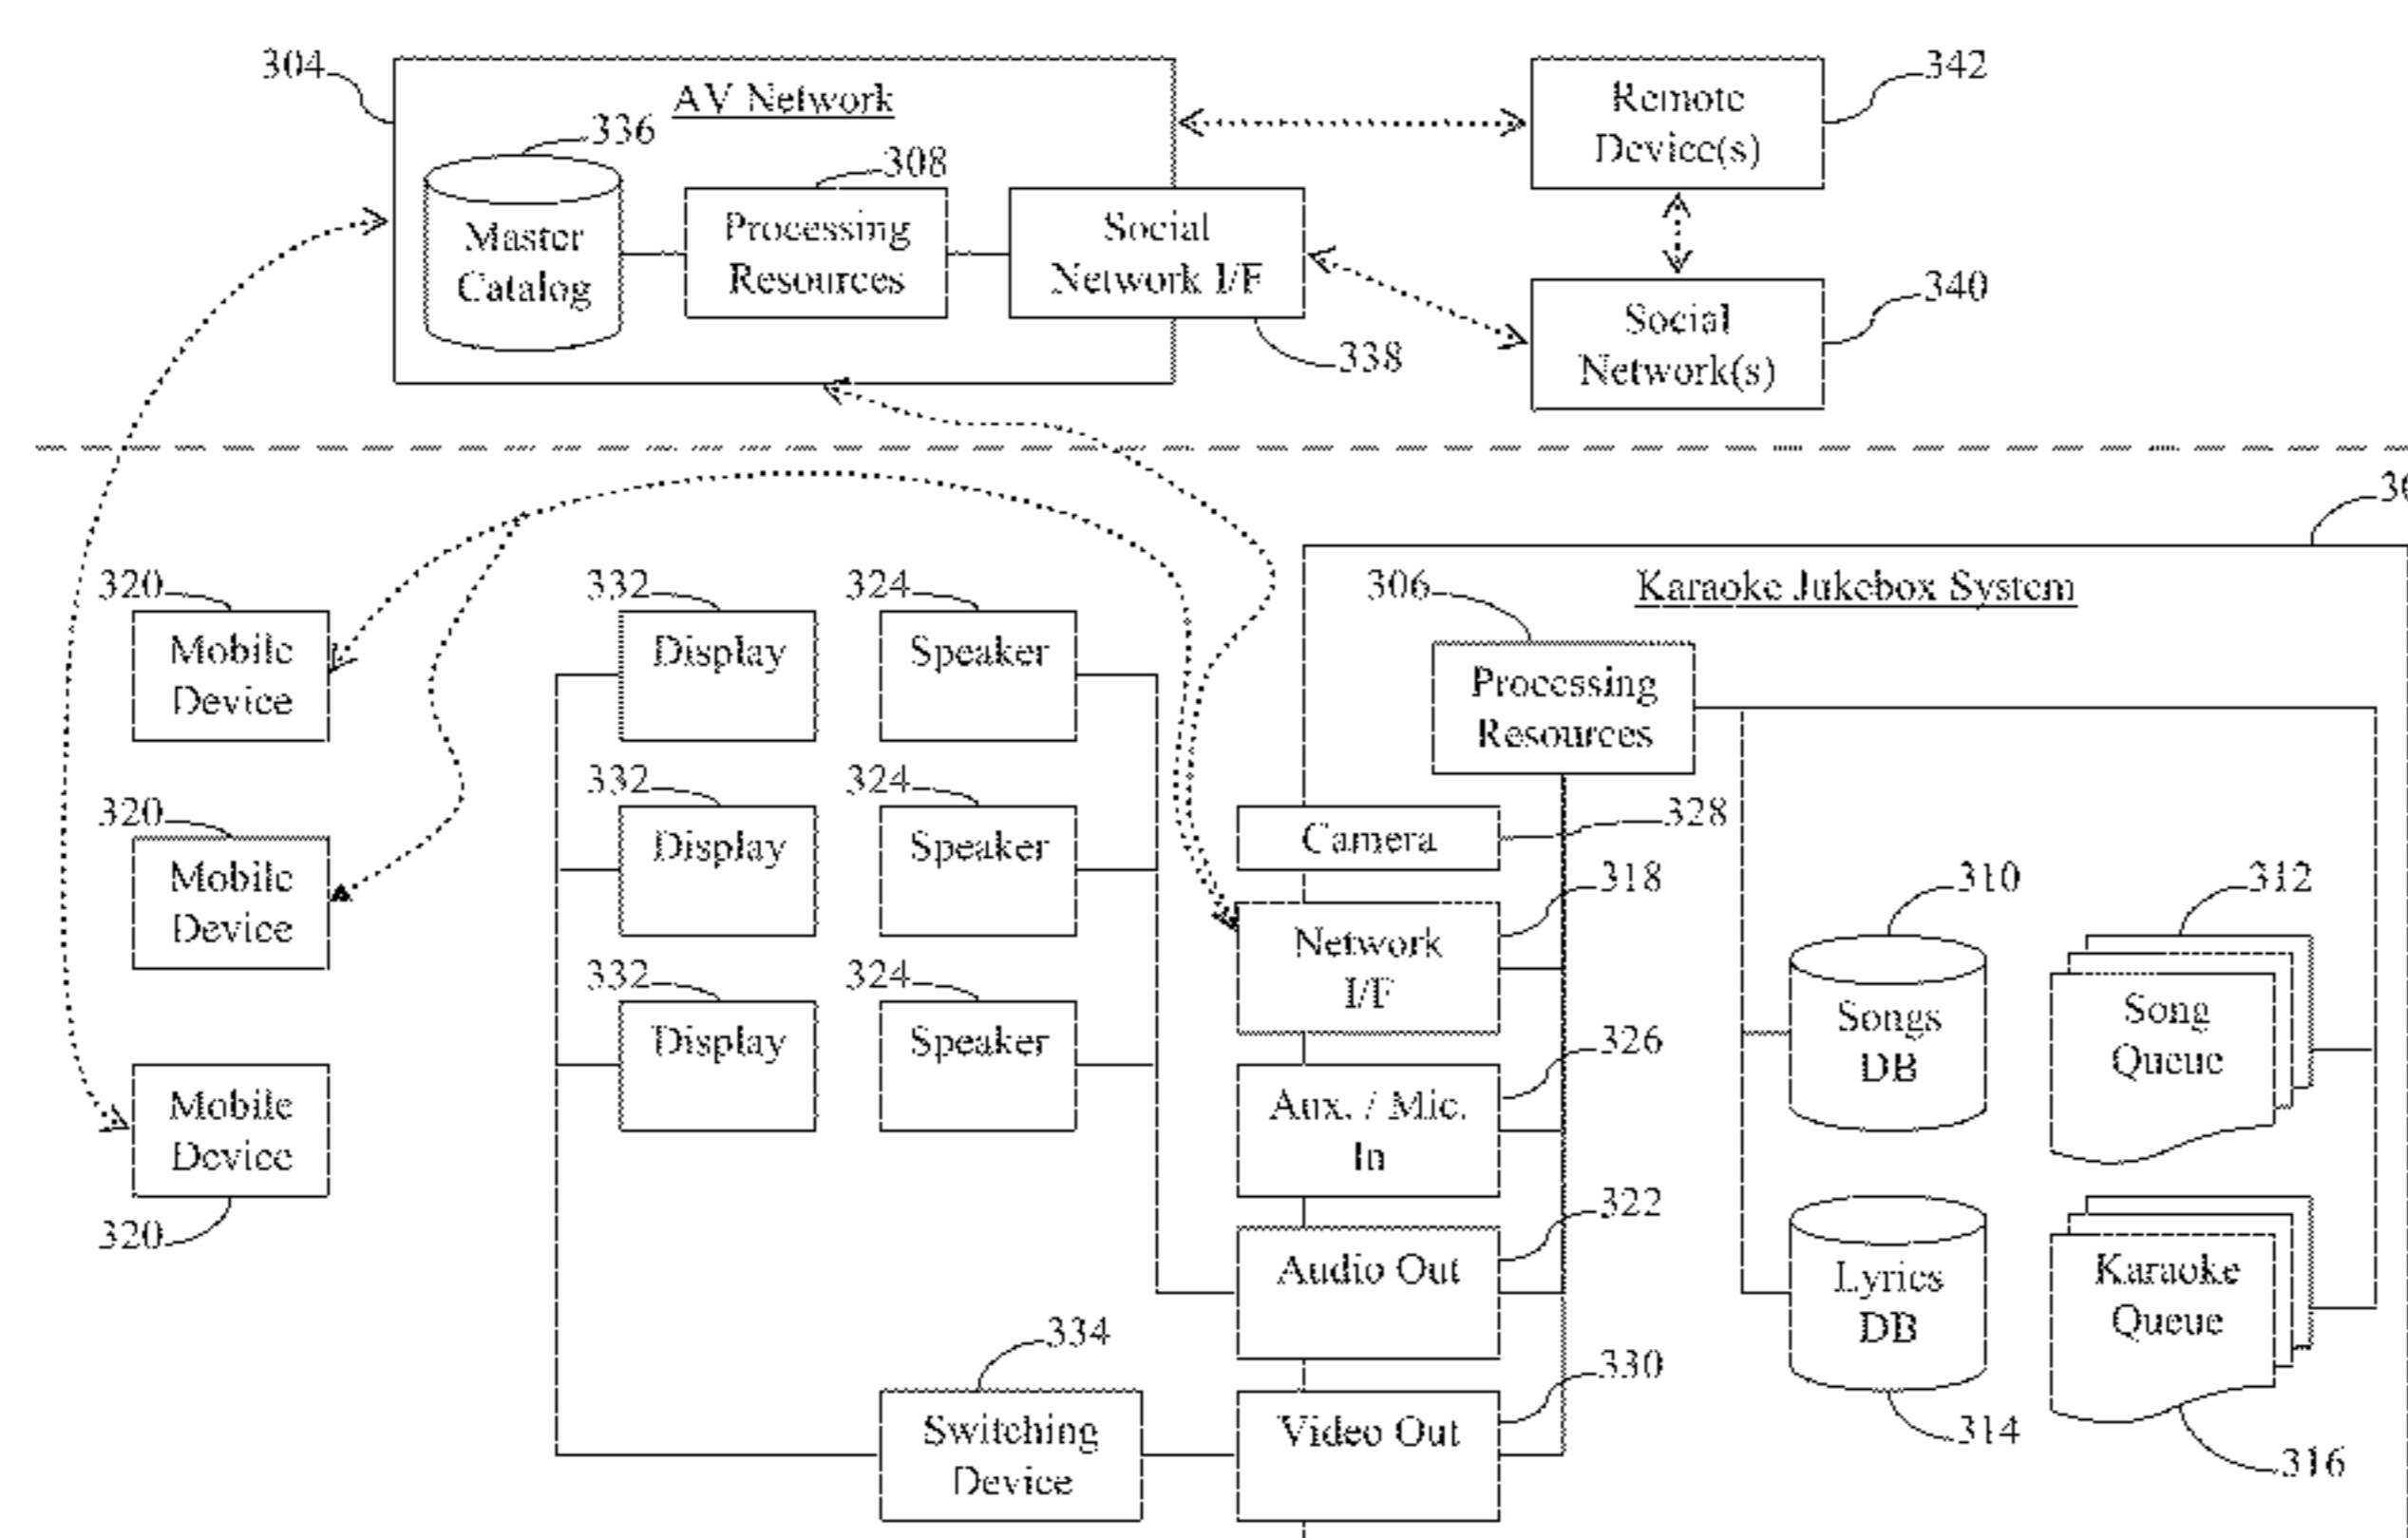 304
AV Network
336
308
Master
Catalog
Processing
Resources
Social
Network I/F
338
Remote
Device(s)
342
Social
Network(s)
340
320
Mobile
Device
320
Mobile
Device
Mobile
Device
320
332
Display
332
Display
332
Display
324
Speaker
324
Speaker
324
Speaker
334
Switching
Device
Karaoke Jukebox System
306
Processing
Resources
Camera
328
Network
I/F
318
Aux. / Mic.
In
326
Audio Out
322
Video Out
330
310
Songs
DB
312
Song
Queue
Lyrics
DB
314
Karaoke
Queue
316